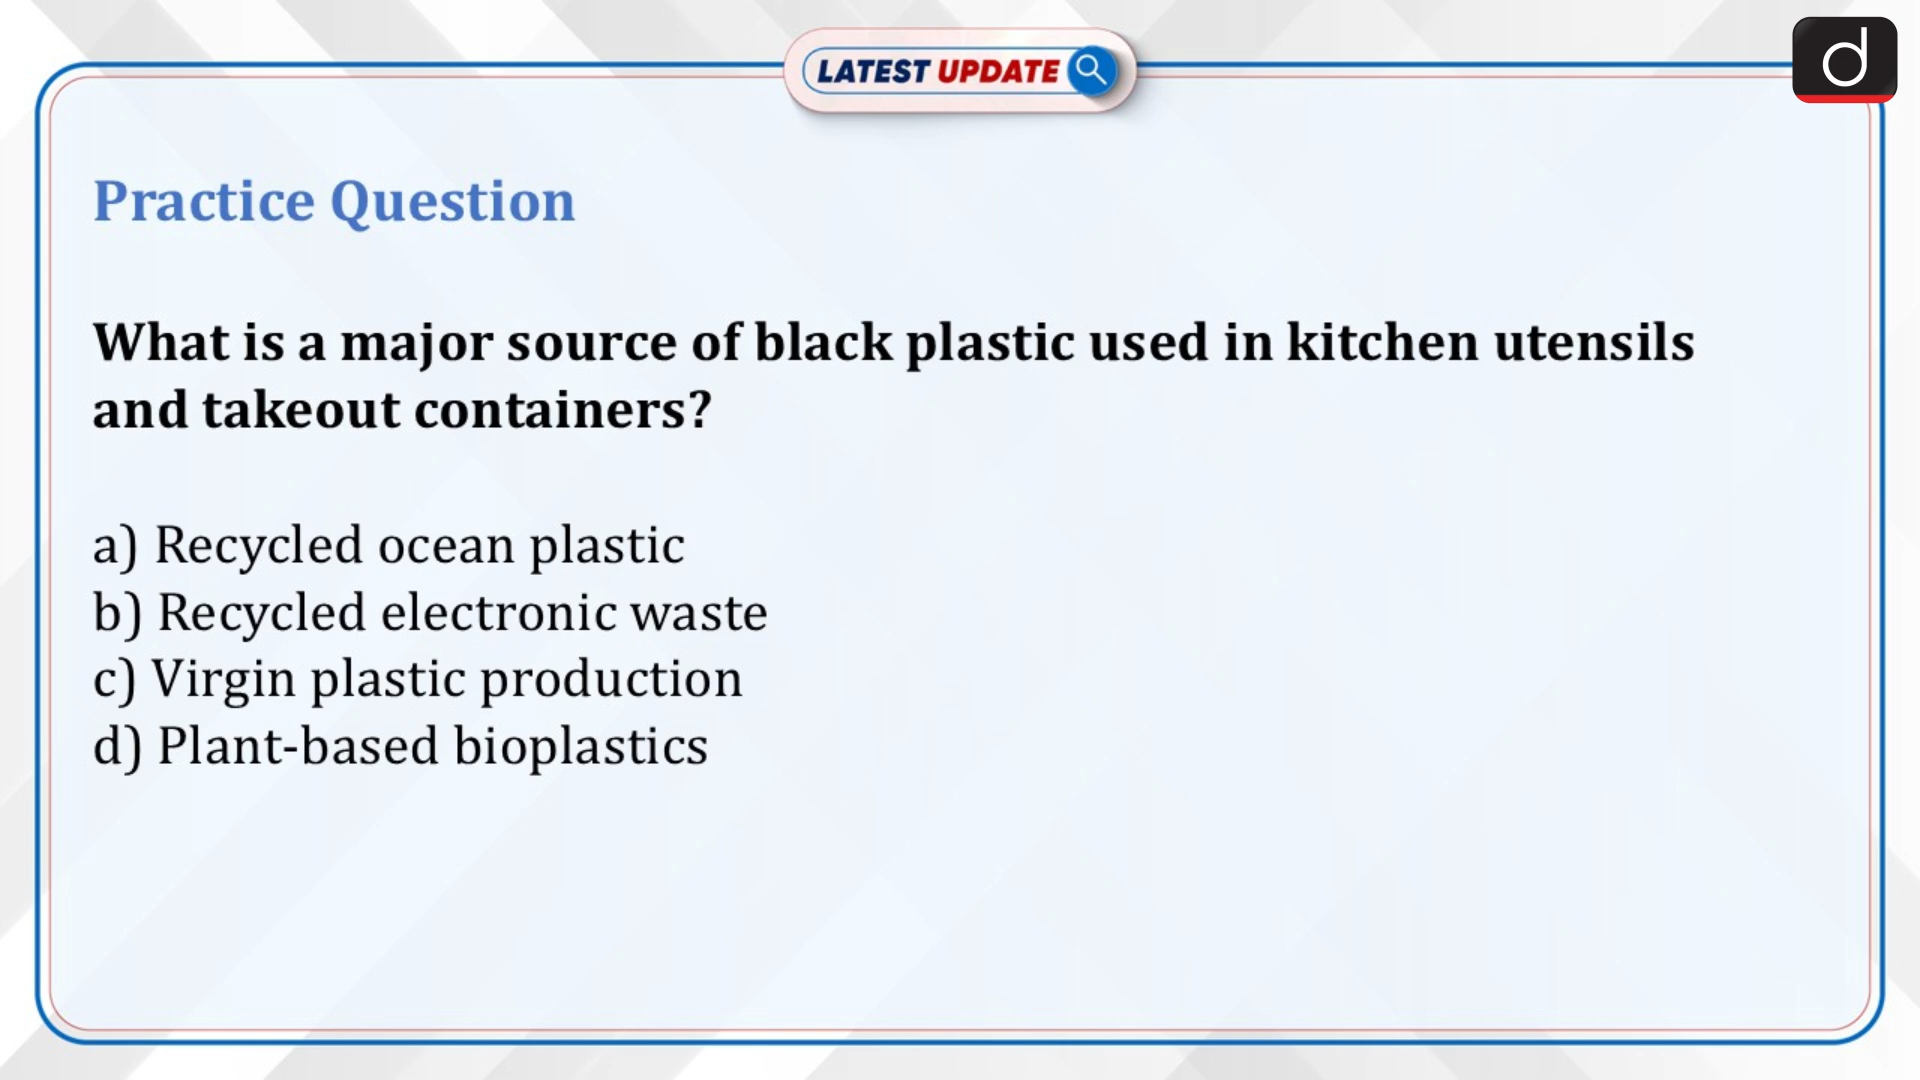 LATEST UPDATE
d
Practice Question
What is a major source of black plastic used in kitchen utensils
and takeout containers?
a) Recycled ocean plastic
b) Recycled electronic waste
c) Virgin plastic production
d) Plant-based bioplastics